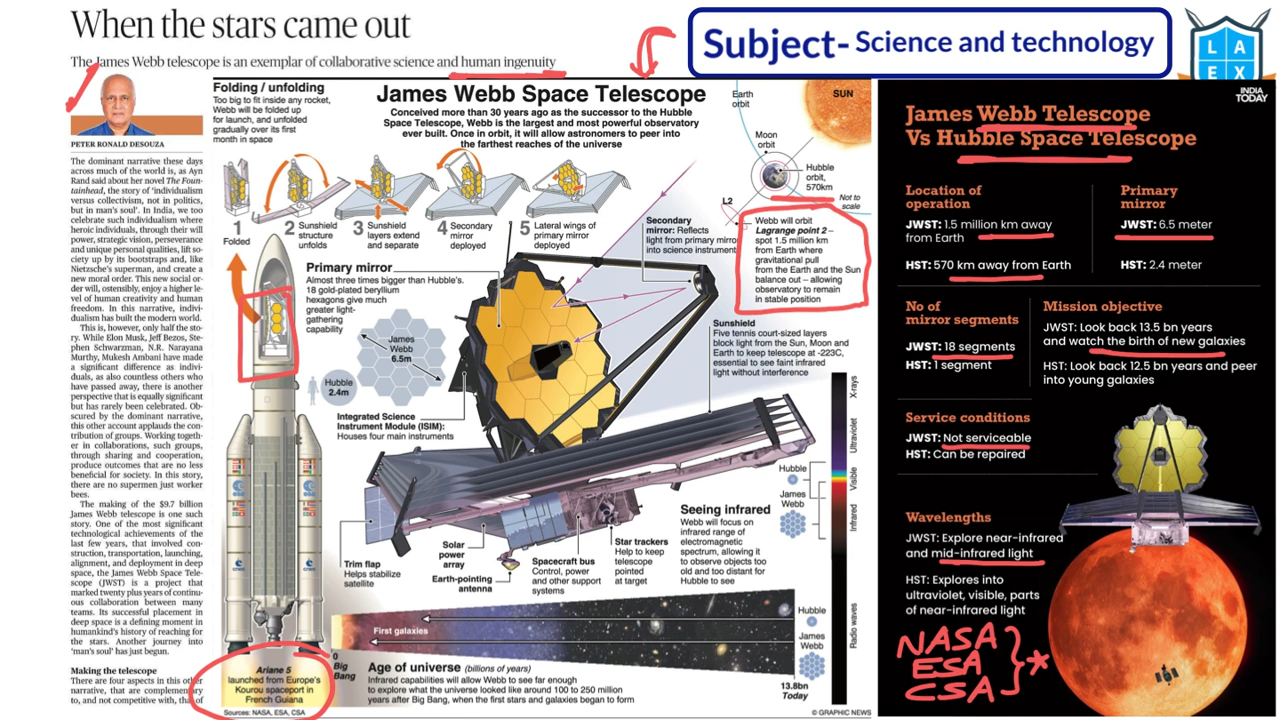 When the stars came out
The James Webb telescope is an exemplar of collaborative science and human ingenuity
Subject- Science and technology
L A
E X
PETER RONALD DESOUZA
The dominant narrative these days
across much of the world is, as Ayn
Rand said about her novel The Foun-
tainhead, the story of 'individualism
versus collectivism, not in politics,
but in man's soul'. In India, we too
celebrate such individualism where
heroic individuals, through their will
power, strategic vision, perseverance
and unique personal qualities, lift so-
ciety up by its bootstraps and, like
Nietzsche's superman, and create a
new moral order. This new social or-
der will, ostensibly, enjoy a higher le-
vel of human creativity and human
freedom. In this narrative, indivi-
dualism has built the modern world.
This is, however, only half the sto-
ry. While Elon Musk, Jeff Bezos, Ste-
phen Schwarzman, N.R. Narayana
Murthy, Mukesh Ambani have made
a significant difference as individu-
als, as also countless others who
have passed away, there is another
perspective that is equally significant
but has rarely been celebrated. Ob-
scured by the dominant narrative,
this other account applauds the con-
tribution of groups. Working togeth-
er in collaborations, such groups,
through sharing and cooperation,
produce outcomes that are no less
beneficial for society. In this story,
there are no supermen just worker
bees.
The making of the $9.7 billion
James Webb telescope is one such
story. One of the most significant
technological achievements of the
last few years, that involved con-
struction, transportation, launching,
alignment, and deployment in deep
space, the James Webb Space Tele-
scope (JWST) is a project that
marked twenty plus years of continu-
ous collaboration between many
teams. Its successful placement in
deep space is a defining moment in
humankind's history of reaching for
the stars. Another journey into
'man's soul' has just begun.
Making the telescope
There are four aspects in this other
narrative, that are complementary
to, and not competitive with, that of
Folding / unfolding
Too big to fit inside any rocket,
Webb will be folded up
for launch, and unfolded
gradually over its first
month in space
James Webb Space Telescope
Conceived more than 30 years ago as the successor to the Hubble
Space Telescope, Webb is the largest and most powerful observatory
ever built. Once in orbit, it will allow astronomers to peer into
the farthest reaches of the universe
1
Folded
2 Sunshield
structure
unfolds
3 Sunshield
layers extend
and separate
4 Secondary
mirror
deployed
5 Lateral wings of
primary mirror
deployed
Earth
orbit
SUN
Moon
orbit
Hubble
orbit,
570km
Not to
scale
L2
Webb will orbit
Lagrange point 2 –
spot 1.5 million km
from Earth where
gravitational pull
from the Earth and the Sun
balance out – allowing
observatory to remain
in stable position
Secondary
mirror: Reflects
light from primary mirror
into science instrument
Primary mirror
Almost three times bigger than Hubble's.
18 gold-plated beryllium
hexagons give much
greater light-
gathering
capability
James
Webb
6.5m
Hubble
2.4m
Integrated Science
Instrument Module (ISIM):
Houses four main instruments
Sunshield
Five tennis court-sized layers
block light from the Sun, Moon and
Earth to keep telescope at -223C,
essential to see faint infrared
light without interference
Trim flap
Helps stabilize
satellite
Solar
power
array
Earth-pointing
antenna
Spacecraft bus
Control, power
and other support
systems
Star trackers
Help to keep
telescope
pointed
at target
Seeing infrared
Webb will focus on
infrared range of
electromagnetic
spectrum, allowing it
to observe objects too
old and too distant for
Hubble to see
Hubble
James
Webb
X-rays
Ultraviolet
Visible
Infrared
Radio waves
First galaxies
Hubble
James
Webb
0
Big
Bang
13.8bn
Today
Age of universe (billions of years)
Infrared capabilities will allow Webb to see far enough
to explore what the universe looked like around 100 to 250 million
years after Big Bang, when the first stars and galaxies began to form
Ariane 5
launched from Europe's
Kourou spaceport in
French Guiana
Sources: NASA, ESA, CSA
© GRAPHIC NEWS
INDIA
TODAY
James Webb Telescope
Vs Hubble Space Telescope
Location of
operation
JWST: 1.5 million km away
from Earth
HST: 570 km away from Earth
Primary
mirror
JWST: 6.5 meter
HST: 2.4 meter
No of
mirror segments
JWST: 18 segments
HST: 1 segment
Mission objective
JWST: Look back 13.5 bn years
and watch the birth of new galaxies
HST: Look back 12.5 bn years and peer
into young galaxies
Service conditions
JWST: Not serviceable
HST: Can be repaired
Wavelengths
JWST: Explore near-infrared
and mid-infrared light
HST: Explores into
ultraviolet, visible, parts
of near-infrared light
NASA
ESA
CSA